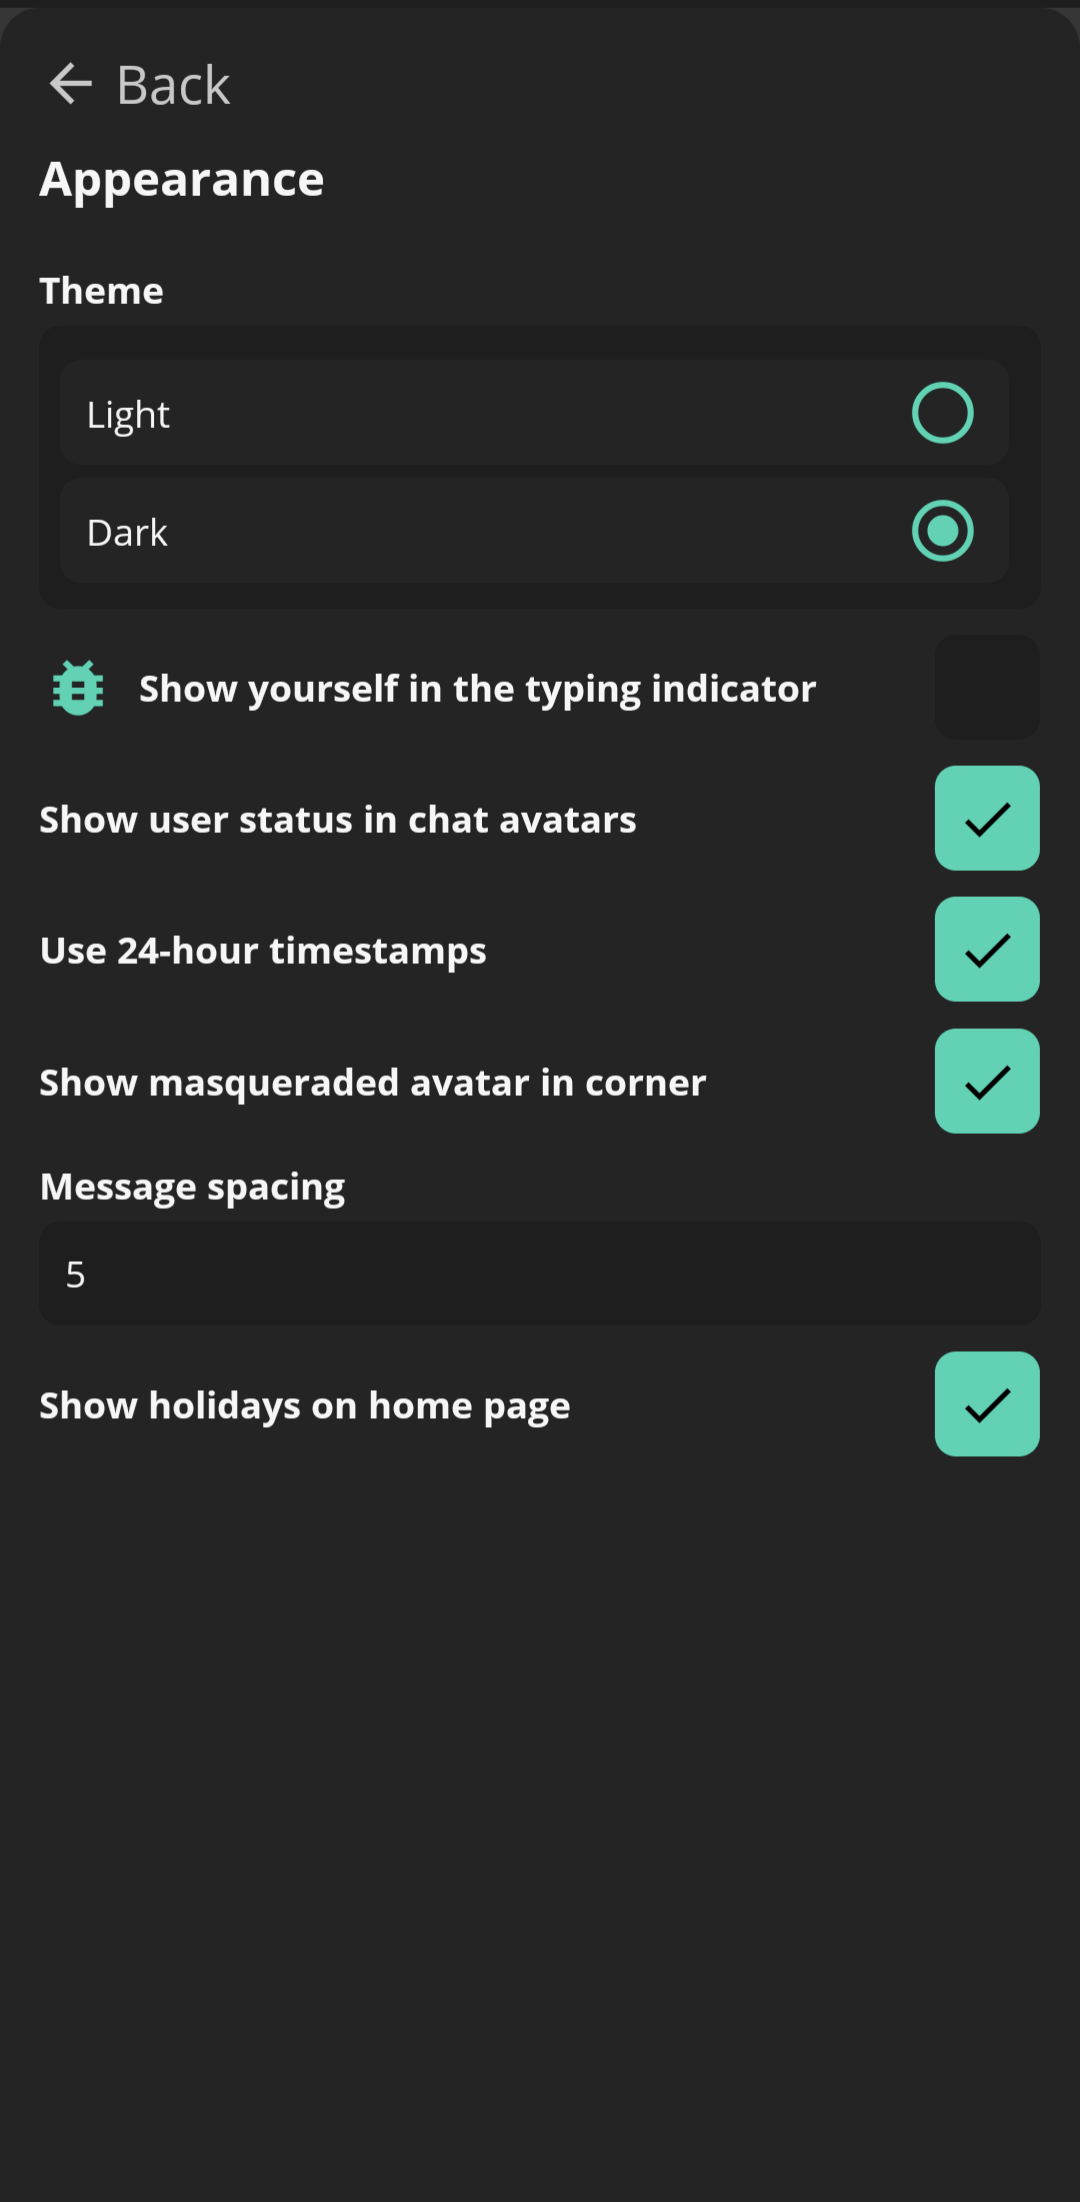 Back
Appearance
Theme
Light
Dark
Show yourself in the typing indicator
Show user status in chat avatars
Use 24-hour timestamps
Show masqueraded avatar in corner
Message spacing
5
Show holidays on home page